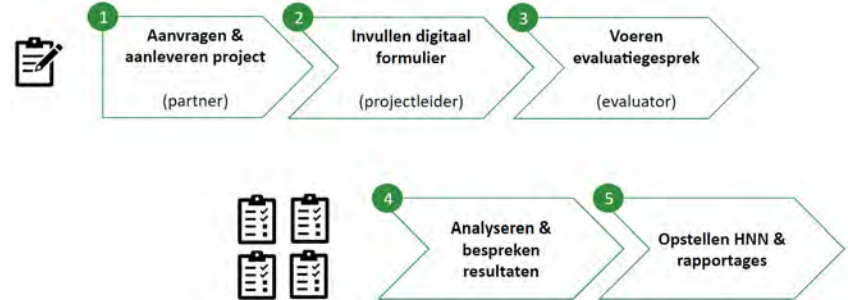 1
Aanvragen &
aanleveren project
(partner)
2
Invullen digitaal
formulier
(projectleider)
3
Voeren
evaluatiegesprek
(evaluator)
4
Analyseren &
bespreken
resultaten
5
Opstellen HNN &
rapportages